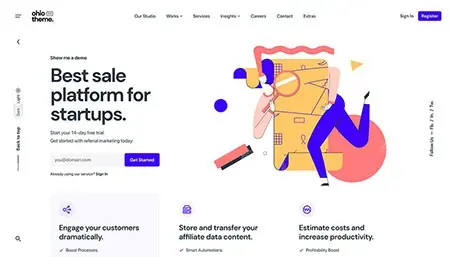 ohio
theme.
Our Studio Works Services Insights Careers Contact Extras
Sign In Register
Show me a demo
Best sale
platform for
startups.
Start your 14-day free trial
Get started with referral marketing today
you@domain.com Get Started
Already using our service? Sign In
Light
Dark
Back to top
Follow Us — Fb. / In. / Tw.
Engage your customers
dramatically.
Boost Processes
Store and transfer your
affiliate data content.
Smart Automations
Estimate costs and
increase productivity.
Profitability Boost